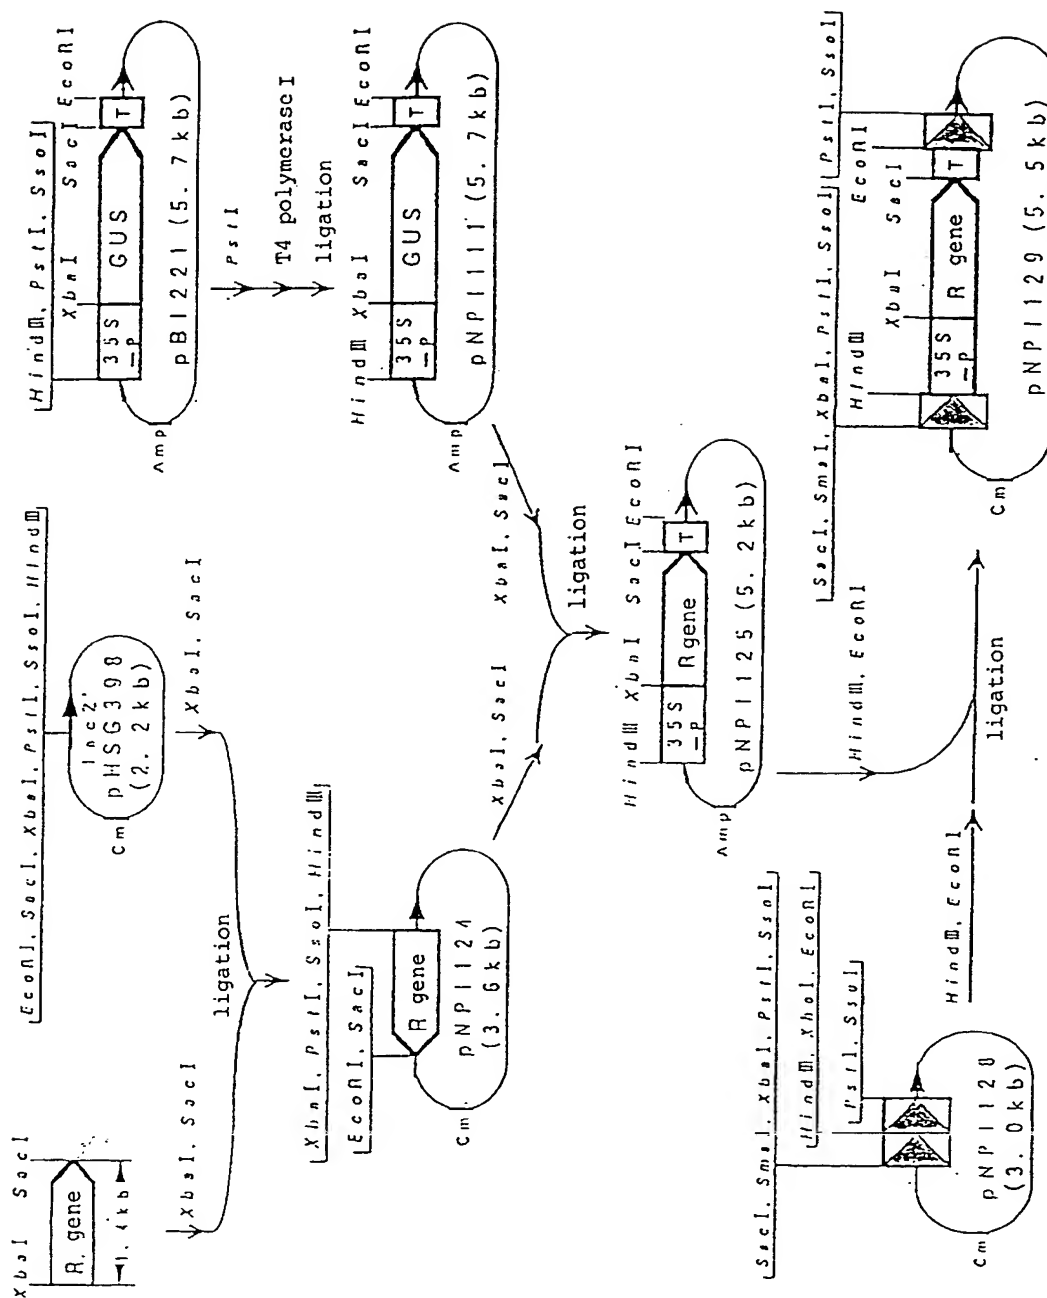 XbaI SacI
R. gene
1.4kb
XbaI, SacI
EcoRI, SacI, XbaI, PstI, SsoI, HindIII
lnc2'
pHSG398
(2. 2kb)
Cm
XbaI, SacI
ligation
HindIII, PstI, SsoI
XbaI SacI EcoRI
35S
-p
GUS
T
pBI221 (5. 7kb)
Amp
PstI
T4 polymerase I
ligation
XbaI, PstI, SsoI, HindIII
EcoRI, SacI
R gene
pNPI124
(3. 6kb)
Cm
HindIII XbaI SacI EcoRI
35S
-p
GUS
T
pNPI111 (5. 7kb)
Amp
XbaI, SacI
XbaI, SacI
ligation
HindIII XbaI SacI EcoRI
35S
-p
R gene
T
pNPI125 (5. 2kb)
Amp
SacI, SmaI, XbaI, PstI, SsoI
HindIII, XhoI, EcoRI
PstI, SsoI
pNPI128
(3. 0kb)
Cm
HindIII, EcoRI
HindIII, EcoRI
ligation
SacI, SmaI, XbaI, PstI, SsoI
PstI, SsoI
HindIII
EcoRI
XbaI SacI
35S
-p
R gene
T
pNPI129 (5. 5kb)
Cm